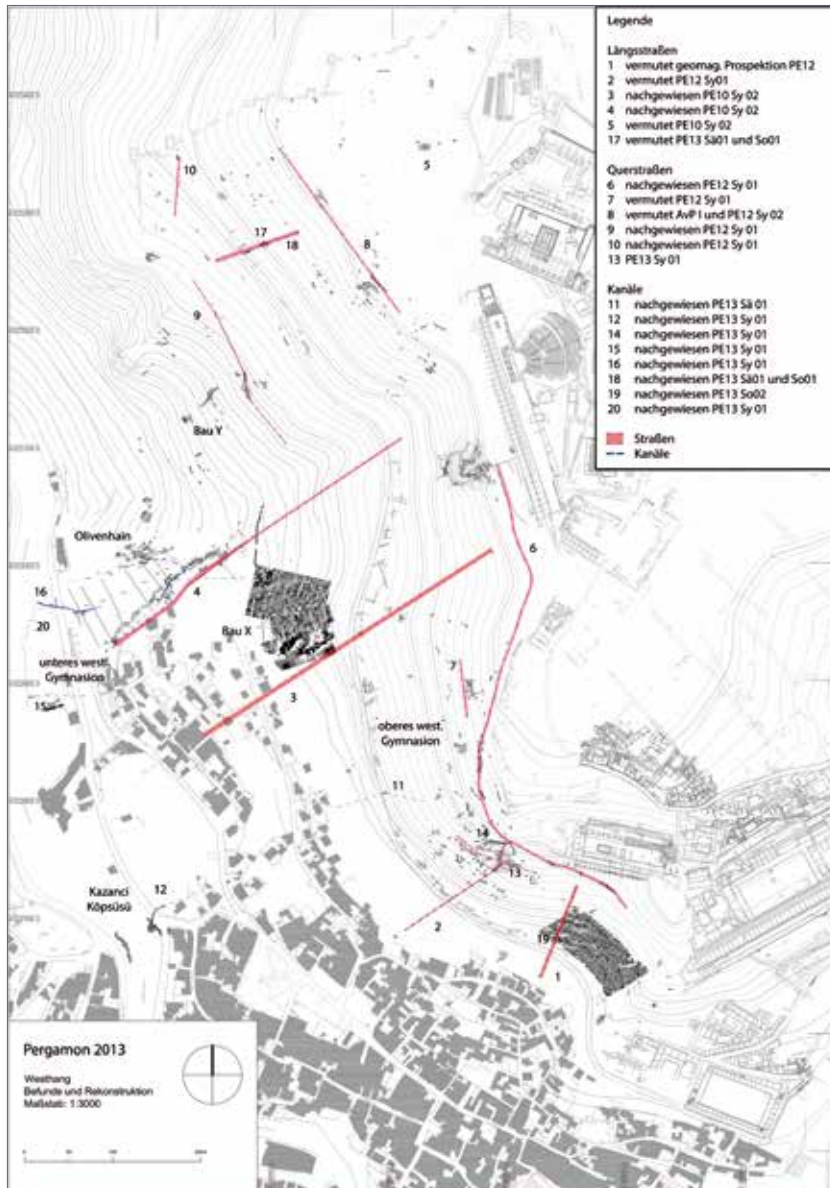 Legende
Längsstraßen
1 vermutet geomag. Prospektion PE12
2 vermutet PE12 Sy01
3 nachgewiesen PE10 Sy 02
4 nachgewiesen PE10 Sy 02
5 vermutet PE10 Sy 02
17 vermutet PE13 Sä01 und So01
Querstraßen
6 nachgewiesen PE12 Sy 01
7 vermutet PE12 Sy 01
8 vermutet AvP I und PE12 Sy 02
9 nachgewiesen PE12 Sy 01
10 nachgewiesen PE12 Sy 01
13 PE13 Sy 01
Kanäle
11 nachgewiesen PE13 Sä 01
12 nachgewiesen PE13 Sy 01
14 nachgewiesen PE13 Sy 01
15 nachgewiesen PE13 Sy 01
16 nachgewiesen PE13 Sy 01
18 nachgewiesen PE13 Sä01 und So01
19 nachgewiesen PE13 So02
20 nachgewiesen PE13 Sy 01
Straßen
Kanäle
5
10
17
18
8
9
Bau Y
6
Olivenhain
4
16
20
Bau X
unteres westl.
Gymnasion
7
3
15
oberes west.
Gymnasion
11
14
13
12
Kazanci
Köpsüsü
2
19
1
Pergamon 2013
Westhang
Befunde und Rekonstruktion
Maßstab: 1:3000